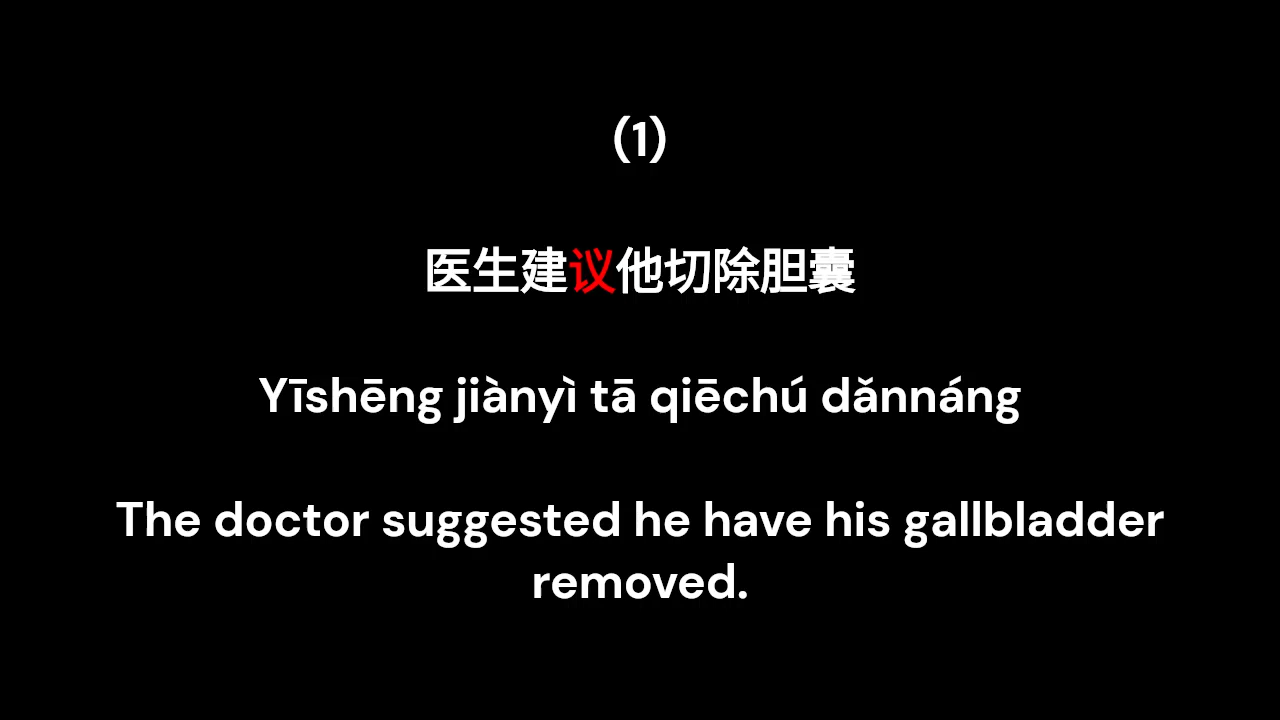 (1)
医生建议他切除胆囊
Yīshēng jiànyì tā qiēchú dǎnnáng
The doctor suggested he have his gallbladder
removed.